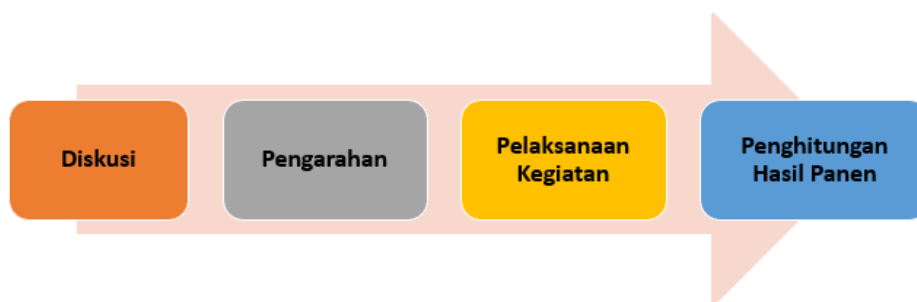 Diskusi
Pengarahan
Pelaksanaan
Kegiatan
Penghitungan
Hasil Panen